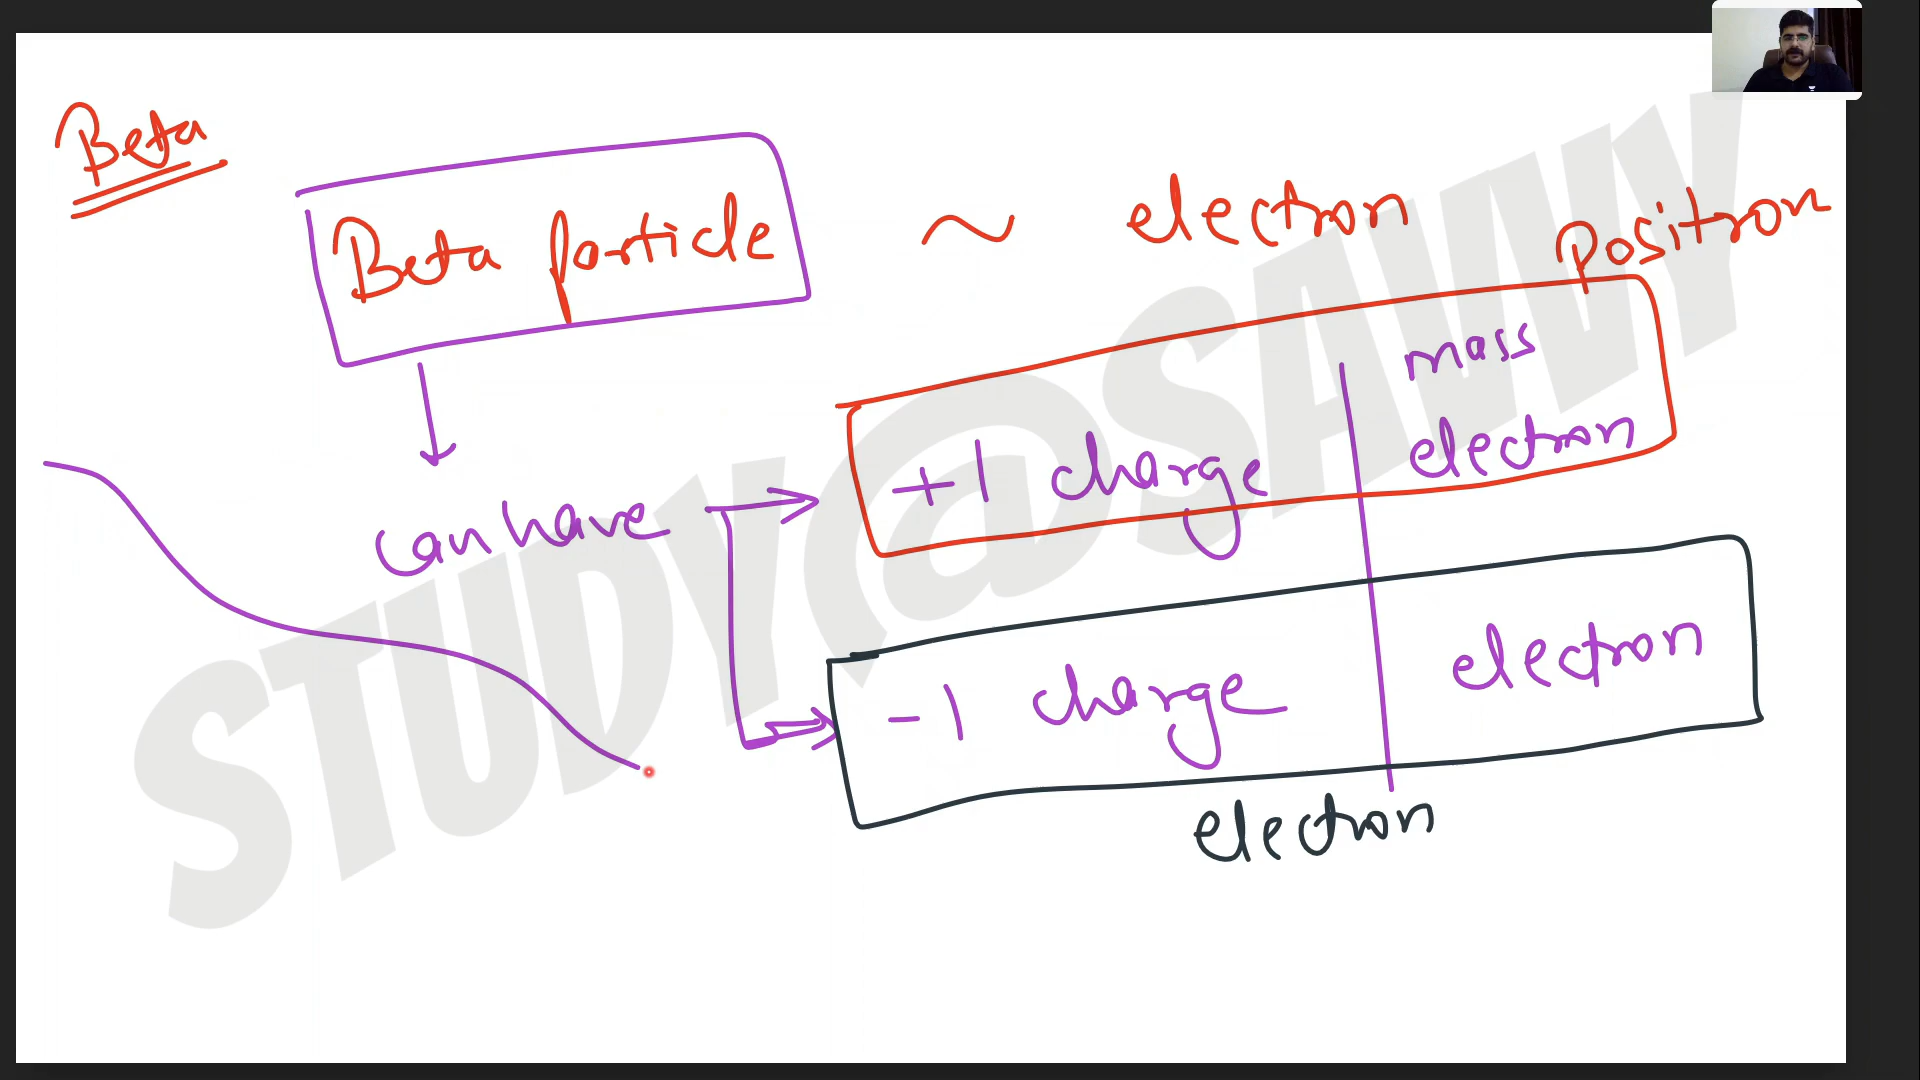 Beta
Beta particle ~ electron
Positron
mass
+1 charge electron
can have
-1 charge electron
electron
STUDY@SAVVY